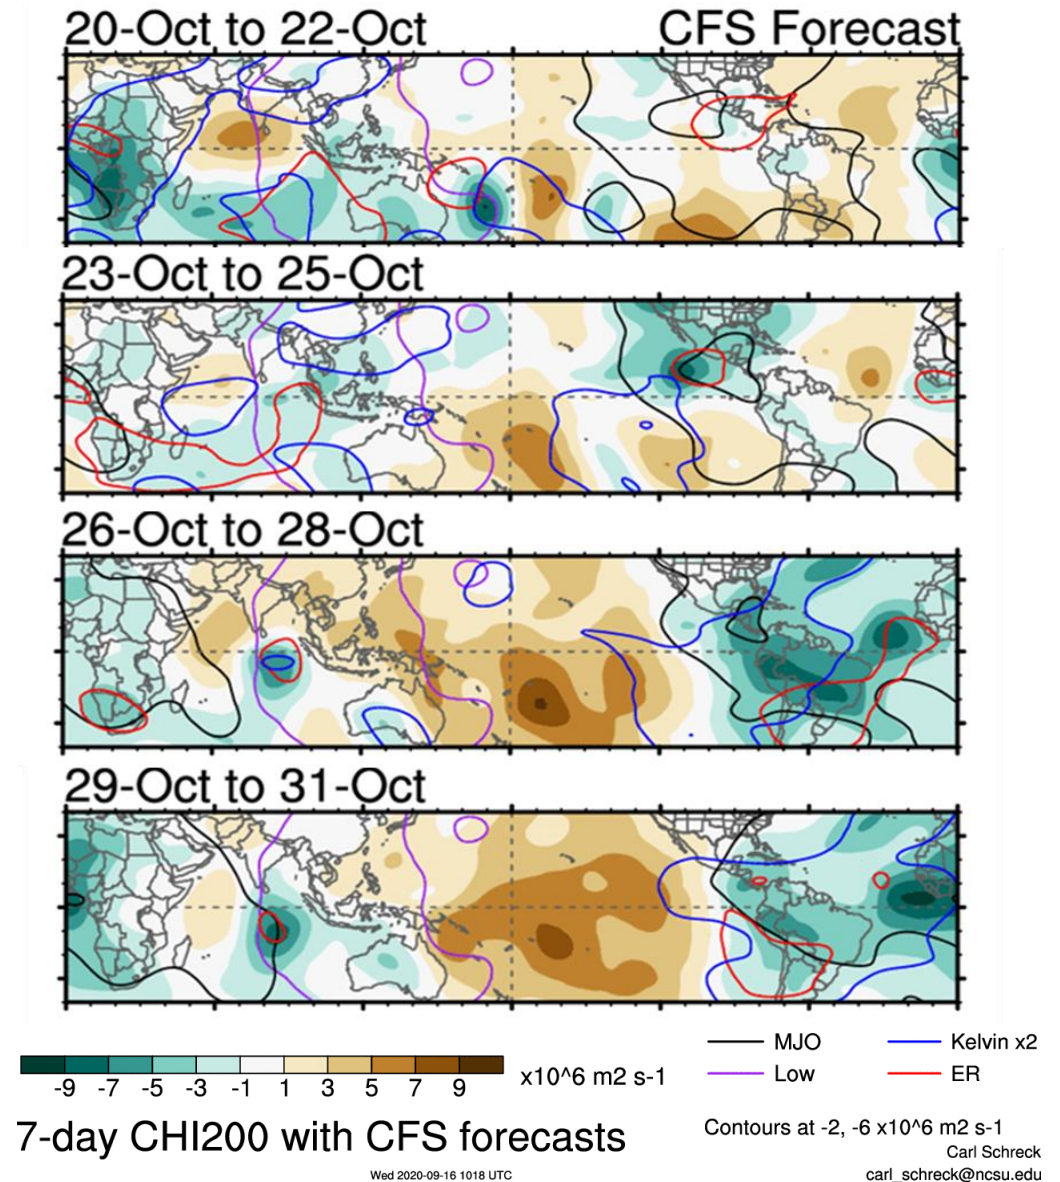 20-Oct to 22-Oct CFS Forecast
23-Oct to 25-Oct
26-Oct to 28-Oct
29-Oct to 31-Oct
-9 -7 -5 -3 -1 1 3 5 7 9 x10^6 m2 s-1
MJO Kelvin x2
Low ER
7-day CHI200 with CFS forecasts
Contours at -2, -6 x10^6 m2 s-1
Carl Schreck
carl_schreck@ncsu.edu
Wed 2020-09-16 1018 UTC